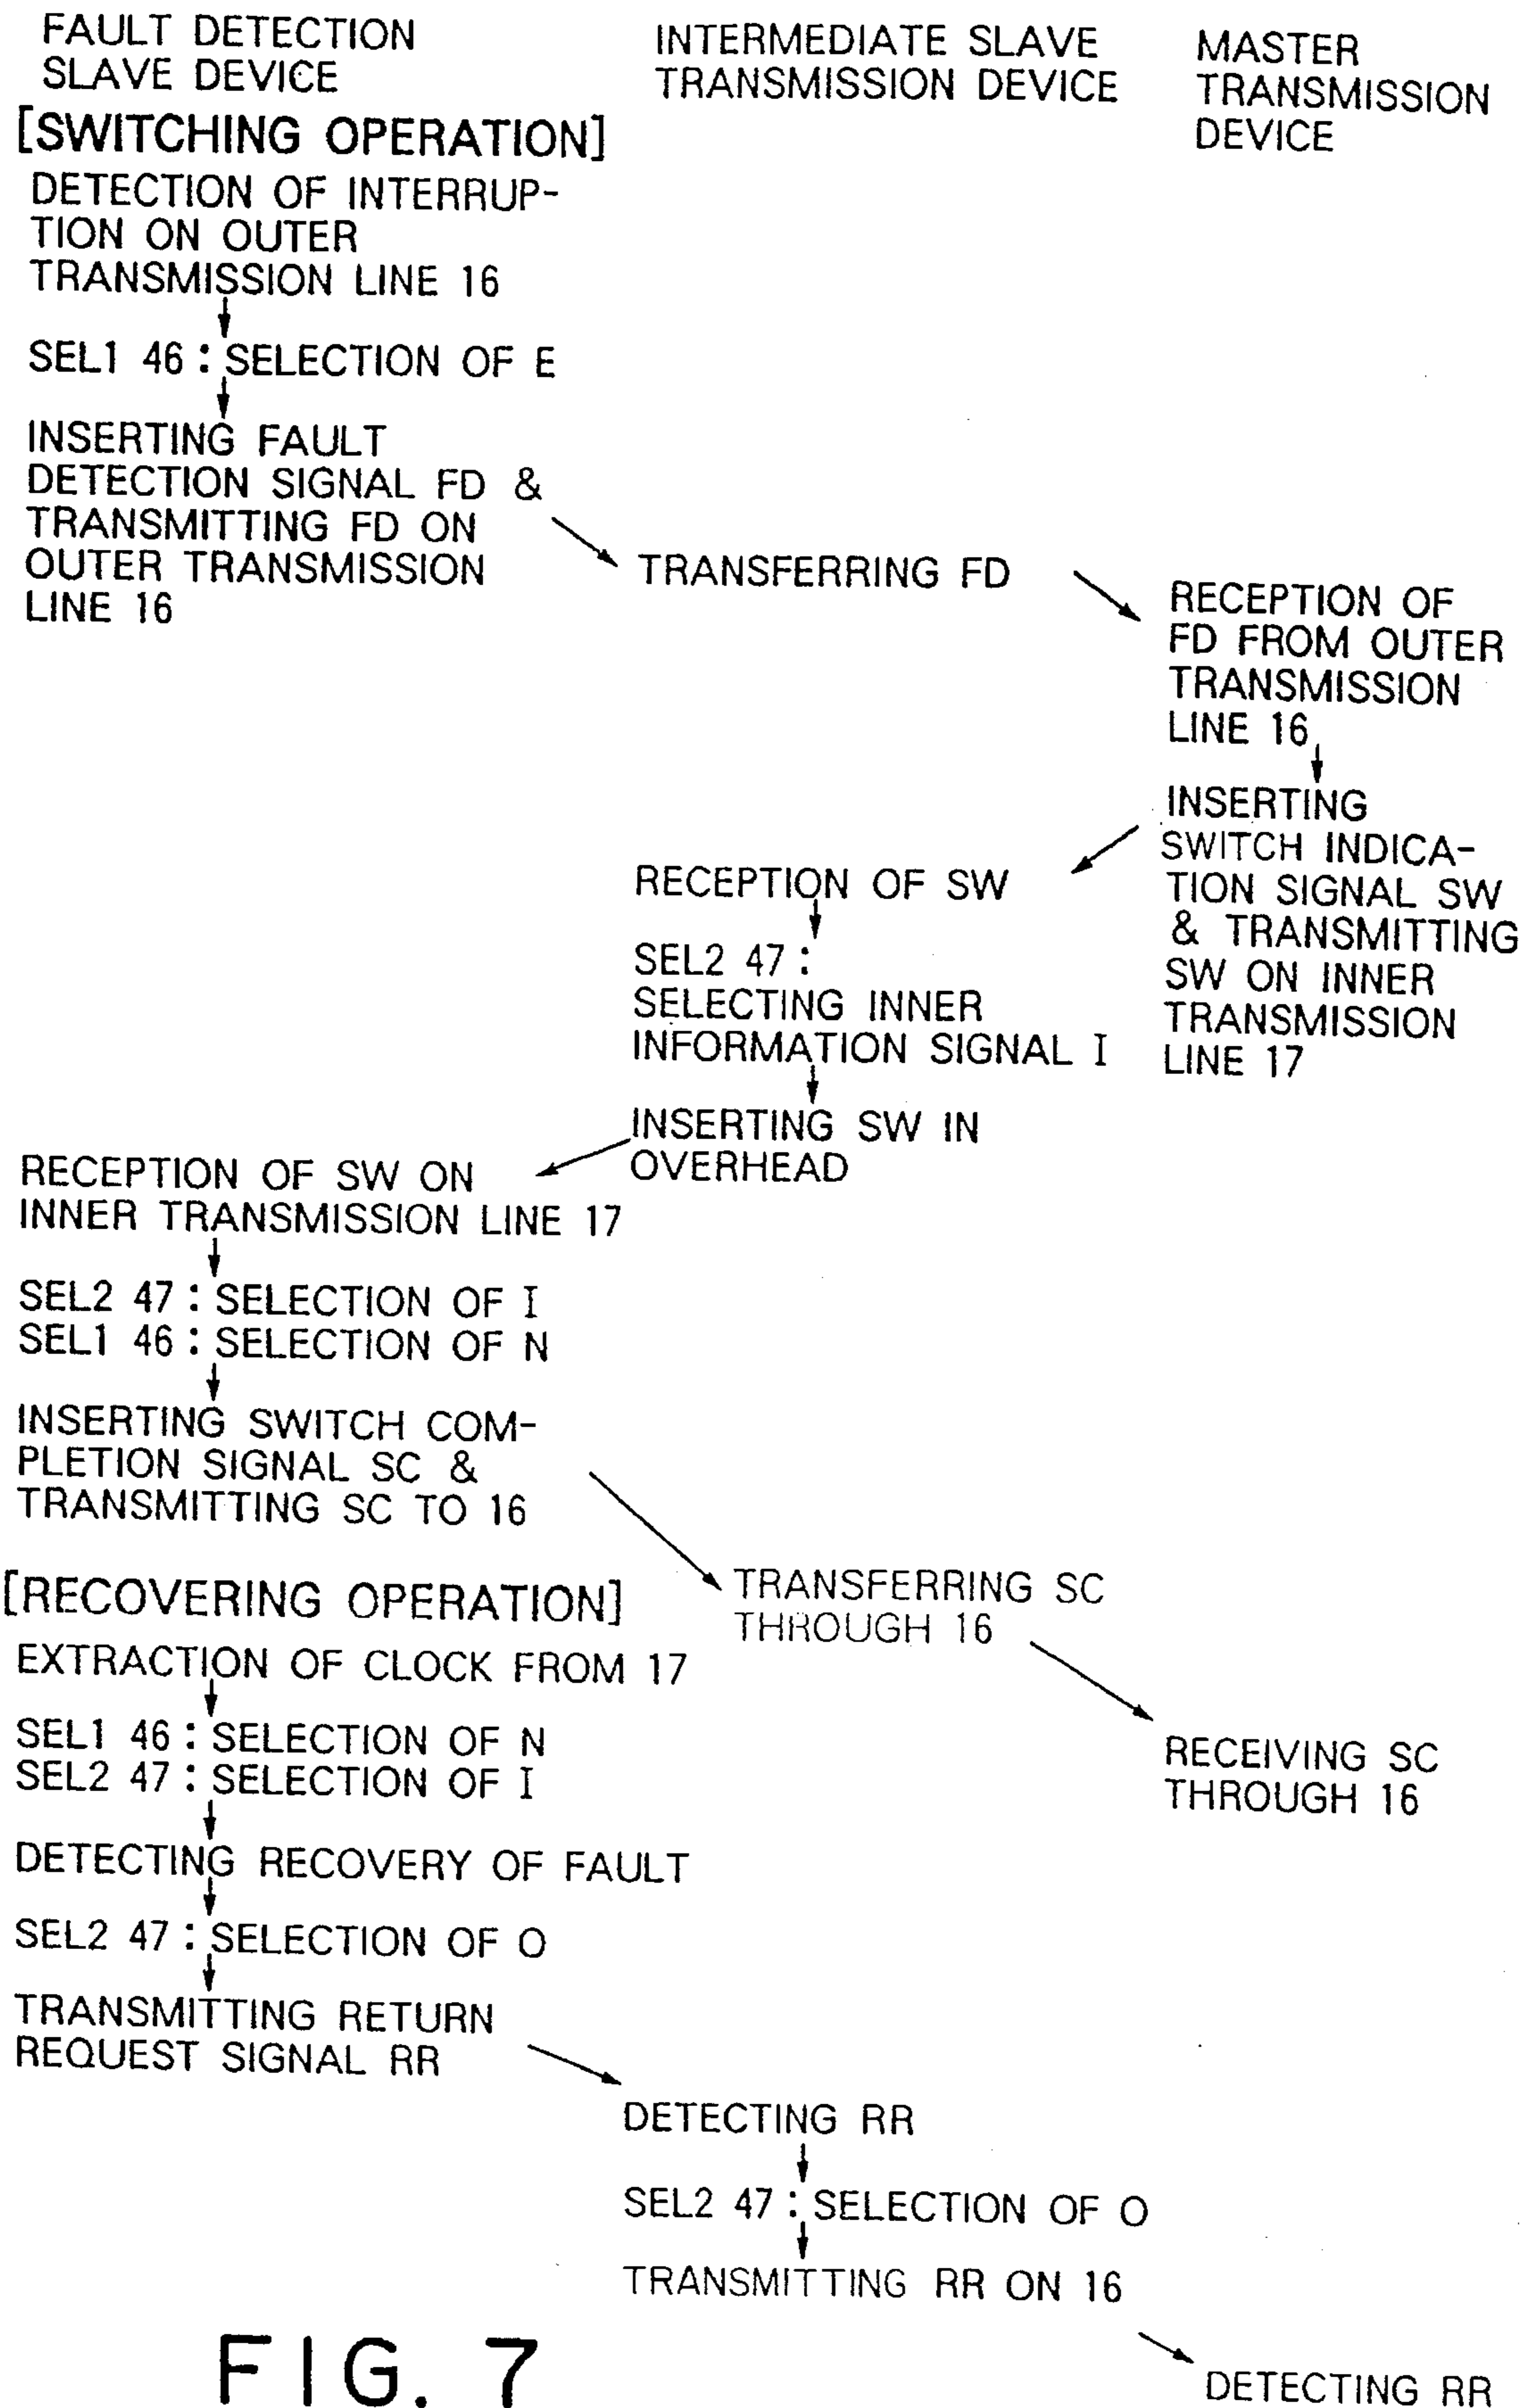 FAULT DETECTION
SLAVE DEVICE
INTERMEDIATE SLAVE
TRANSMISSION DEVICE
MASTER
TRANSMISSION
DEVICE
[SWITCHING OPERATION]
DETECTION OF INTERRUP-
TION ON OUTER
TRANSMISSION LINE 16
SEL1 46 : SELECTION OF E
INSERTING FAULT
DETECTION SIGNAL FD &
TRANSMITTING FD ON
OUTER TRANSMISSION
LINE 16
TRANSFERRING FD
RECEPTION OF
FD FROM OUTER
TRANSMISSION
LINE 16
INSERTING
SWITCH INDICA-
TION SIGNAL SW
& TRANSMITTING
SW ON INNER
TRANSMISSION
LINE 17
RECEPTION OF SW
SEL2 47 :
SELECTING INNER
INFORMATION SIGNAL I
INSERTING SW IN
OVERHEAD
RECEPTION OF SW ON
INNER TRANSMISSION LINE 17
SEL2 47 : SELECTION OF I
SEL1 46 : SELECTION OF N
INSERTING SWITCH COM-
PLETION SIGNAL SC &
TRANSMITTING SC TO 16
TRANSFERRING SC
THROUGH 16
RECEIVING SC
THROUGH 16
[RECOVERING OPERATION]
EXTRACTION OF CLOCK FROM 17
SEL1 46 : SELECTION OF N
SEL2 47 : SELECTION OF I
DETECTING RECOVERY OF FAULT
SEL2 47 : SELECTION OF O
TRANSMITTING RETURN
REQUEST SIGNAL RR
DETECTING RR
SEL2 47 : SELECTION OF O
TRANSMITTING RR ON 16
DETECTING RR
FIG. 7